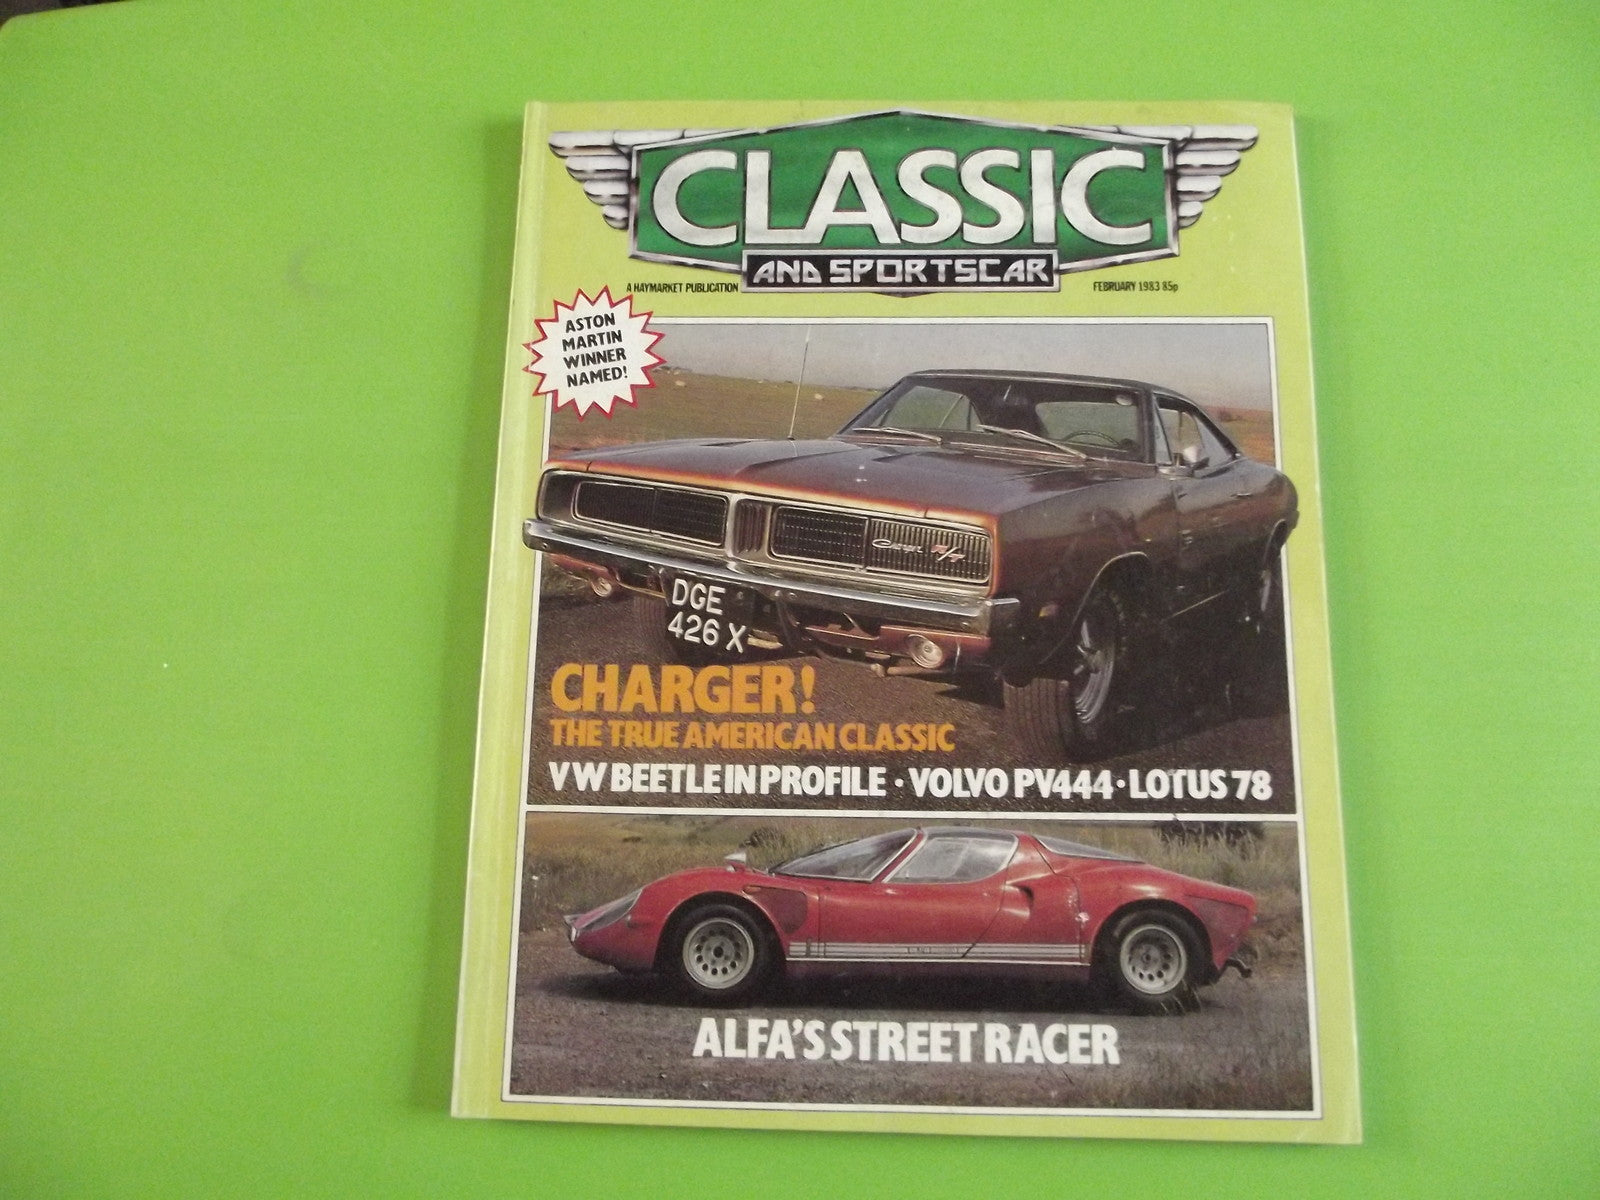 CLASSIC
AND SPORTSCAR
A HAYMARKET PUBLICATION
FEBRUARY 1983 85p
ASTON
MARTIN
WINNER
NAMED!
Charger R/T
DGE
426 X
CHARGER!
THE TRUE AMERICAN CLASSIC
VW BEETLE IN PROFILE · VOLVO PV444 · LOTUS 78
ALFA'S STREET RACER